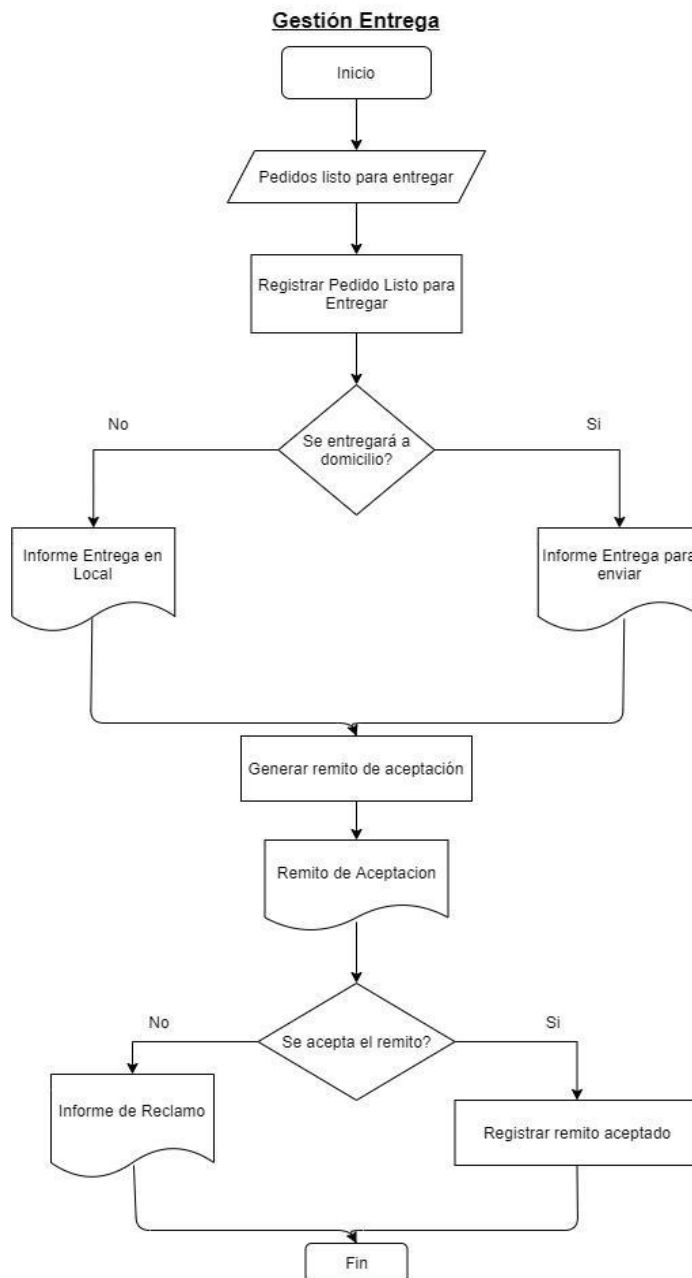 Gestión Entrega
Inicio
Pedidos listo para entregar
Registrar Pedido Listo para
Entregar
No
Si
Se entregará a
domicilio?
Informe Entrega en
Local
Informe Entrega para
enviar
Generar remito de aceptación
Remito de Aceptacion
No
Si
Se acepta el remito?
Informe de Reclamo
Registrar remito aceptado
Fin